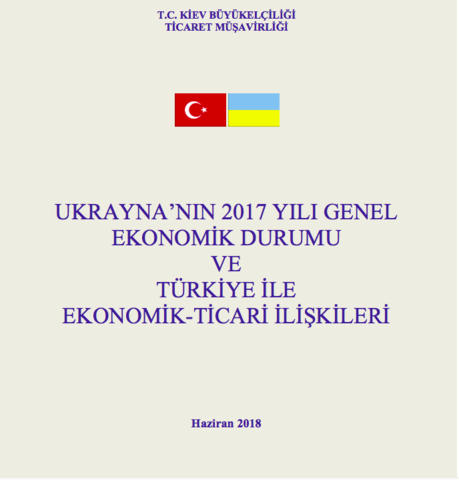 T.C. KİEV BÜYÜKELÇİLİĞİ
TİCARET MÜŞAVİRLİĞİ
UKRAYNA’NIN 2017 YILI GENEL
EKONOMİK DURUMU
VE
TÜRKİYE İLE
EKONOMİK-TİCARİ İLİŞKİLERİ
Haziran 2018